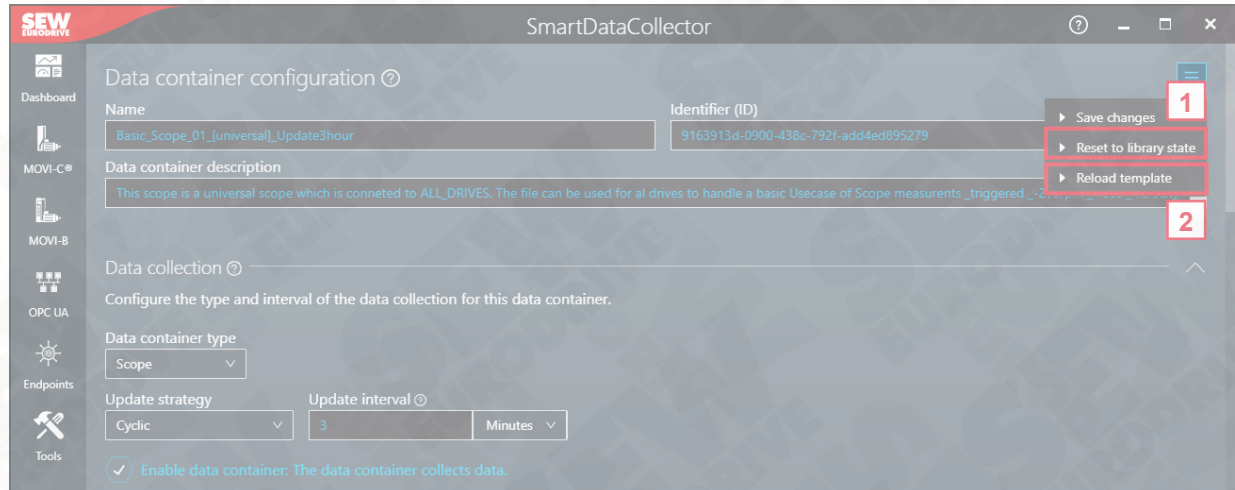 SEW
EURODRIVE
SmartDataCollector
Dashboard
MOVI-C®
MOVI-B
OPC UA
Endpoints
Tools
Data container configuration
Name
Identifier (ID)
Basic_Scope_01_[universal]_Update3hour
9163913d-0900-438c-792f-add4ed895279
Data container description
This scope is a universal scope which is conneted to ALL_DRIVES. The file can be used for al drives to handle a basic Usecase of Scope measurents _triggered_
1
Save changes
Reset to library state
Reload template
2
Data collection
Configure the type and interval of the data collection for this data container.
Data container type
Scope
Update strategy
Update interval
Cyclic
3
Minutes
Enable data container: The data container collects data.